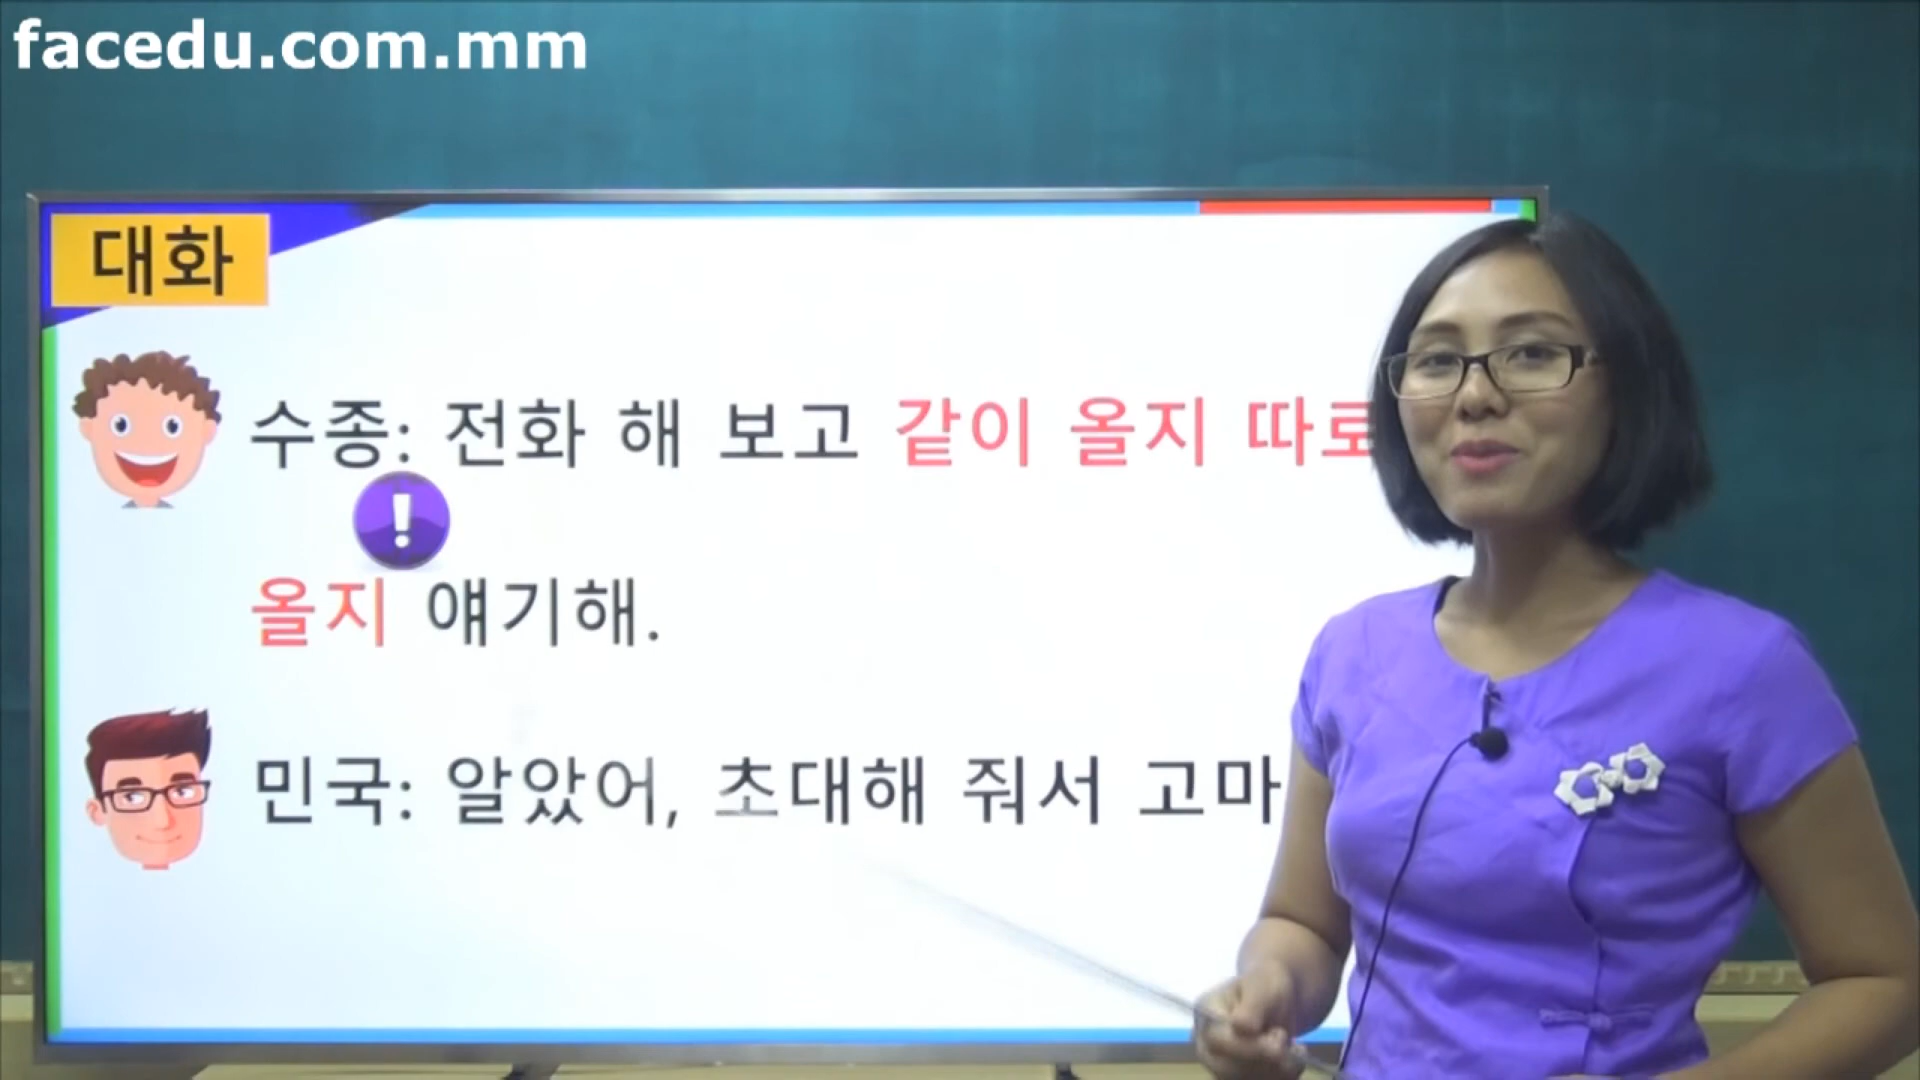 facedu.com.mm
대화
수종: 전화 해 보고 같이 올지 따로
!
올지 얘기해.
민국: 알았어, 초대해 줘서 고마